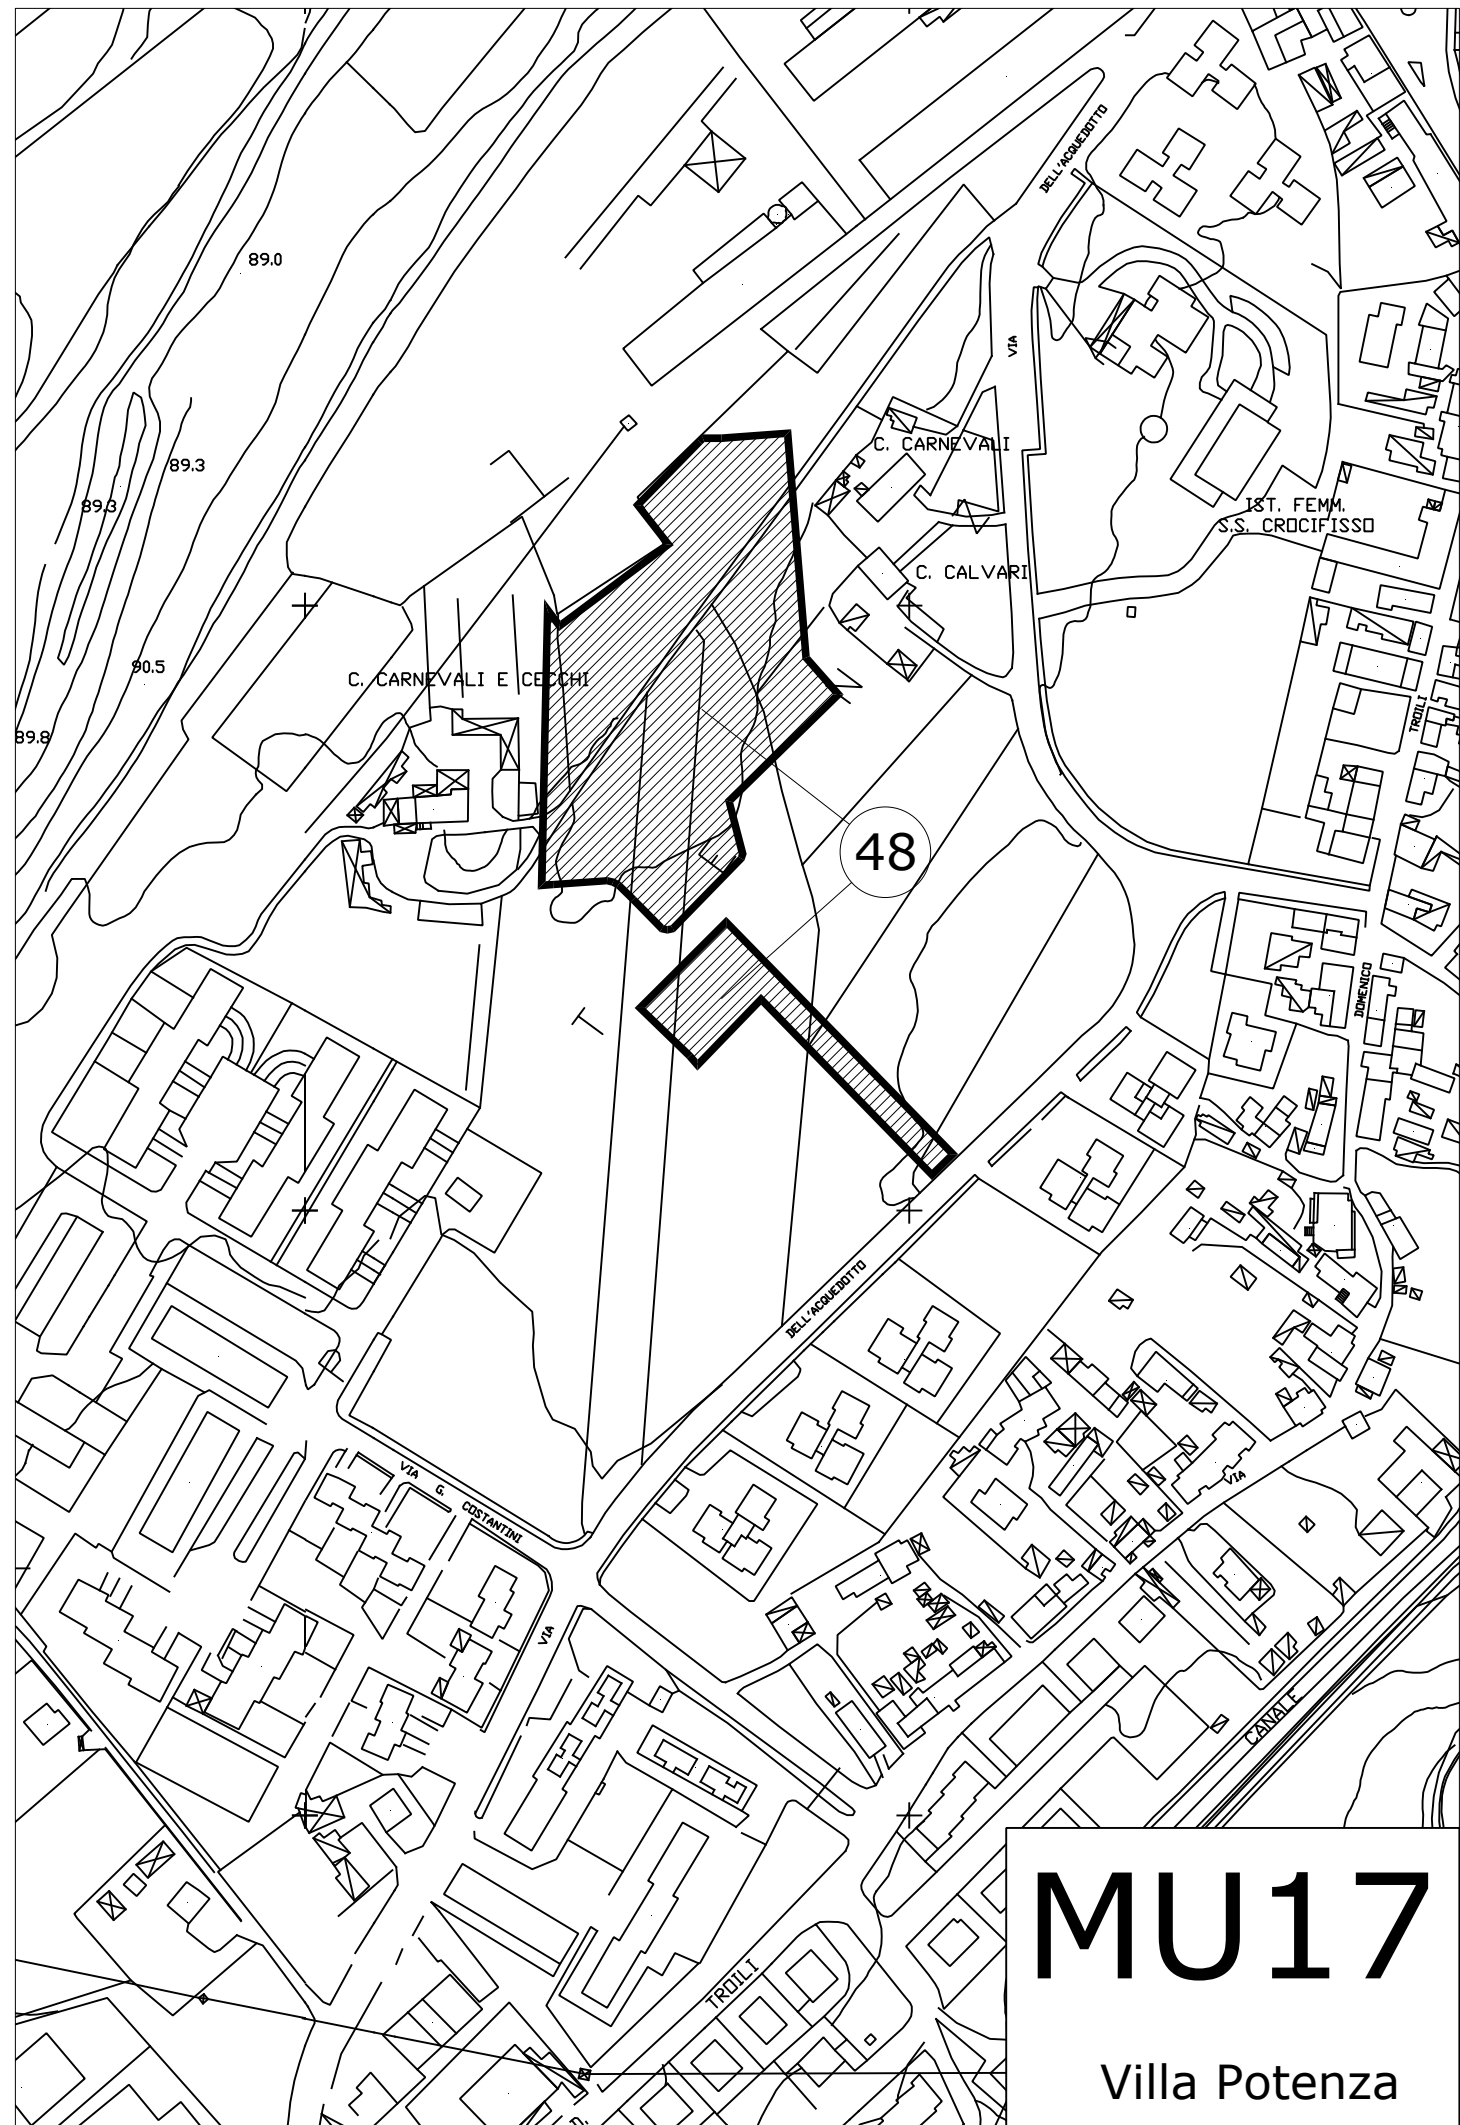 DELL'ACQUEDOTTO
89.0
VIA
C. CARNEVALI
89.3
89.3
IST. FEMM.
S.S. CROCIFISSO
C. CALVARI
90.5
C. CARNEVALI E CECCHI
TROILI
89.8
48
DOMENICO
DELL'ACQUEDOTTO
VIA
G.
COSTANTINI
VIA
VIA
CANALE
TROILI
MU17
Villa Potenza